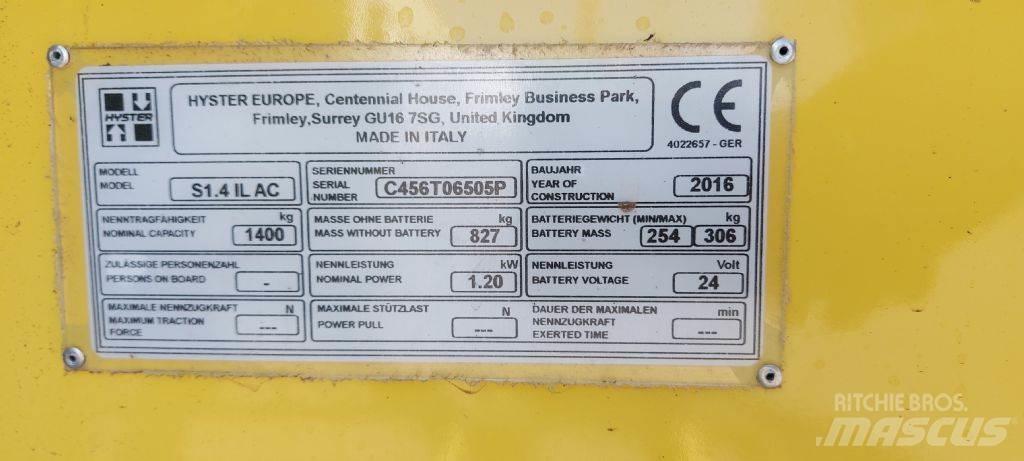 HYSTER
HYSTER EUROPE, Centennial House, Frimley Business Park,
Frimley,Surrey GU16 7SG, United Kingdom
MADE IN ITALY
CE
4022657 - GER
MODELL
MODEL
S1.4 IL AC
SERIENNUMMER
SERIAL
NUMBER
C456T06505P
BAUJAHR
YEAR OF
CONSTRUCTION
2016
NENNTRAGFÄHIGKEIT kg
NOMINAL CAPACITY 1400
MASSE OHNE BATTERIE kg
MASS WITHOUT BATTERY 827
BATTERIEGEWICHT (MIN/MAX) kg
BATTERY MASS 254 306
ZULÄSSIGE PERSONENZAHL
PERSONS ON BOARD -
NENNLEISTUNG kW
NOMINAL POWER 1.20
NENNLEISTUNG Volt
BATTERY VOLTAGE 24
MAXIMALE NENNZUGKRAFT N
MAXIMUM TRACTION
FORCE
---
MAXIMALE STÜTZLAST N
POWER PULL ---
DAUER DER MAXIMALEN min
NENNZUGKRAFT
EXERTED TIME
---
RITCHIE BROS.
MASCUS